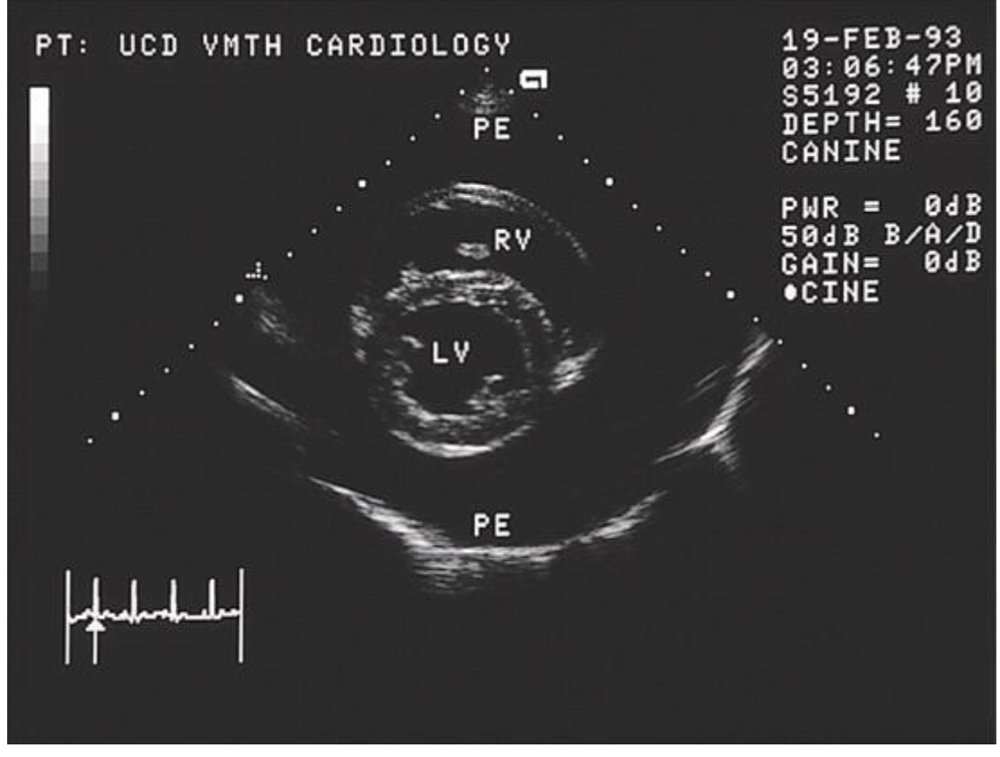 PT: UCD VMTH CARDIOLOGY
19-FEB-93
03:06:47PM
S5192 # 10
DEPTH= 160
CANINE
PWR = 0dB
50dB B/A/D
GAIN= 0dB
●CINE
PE
RV
LV
PE